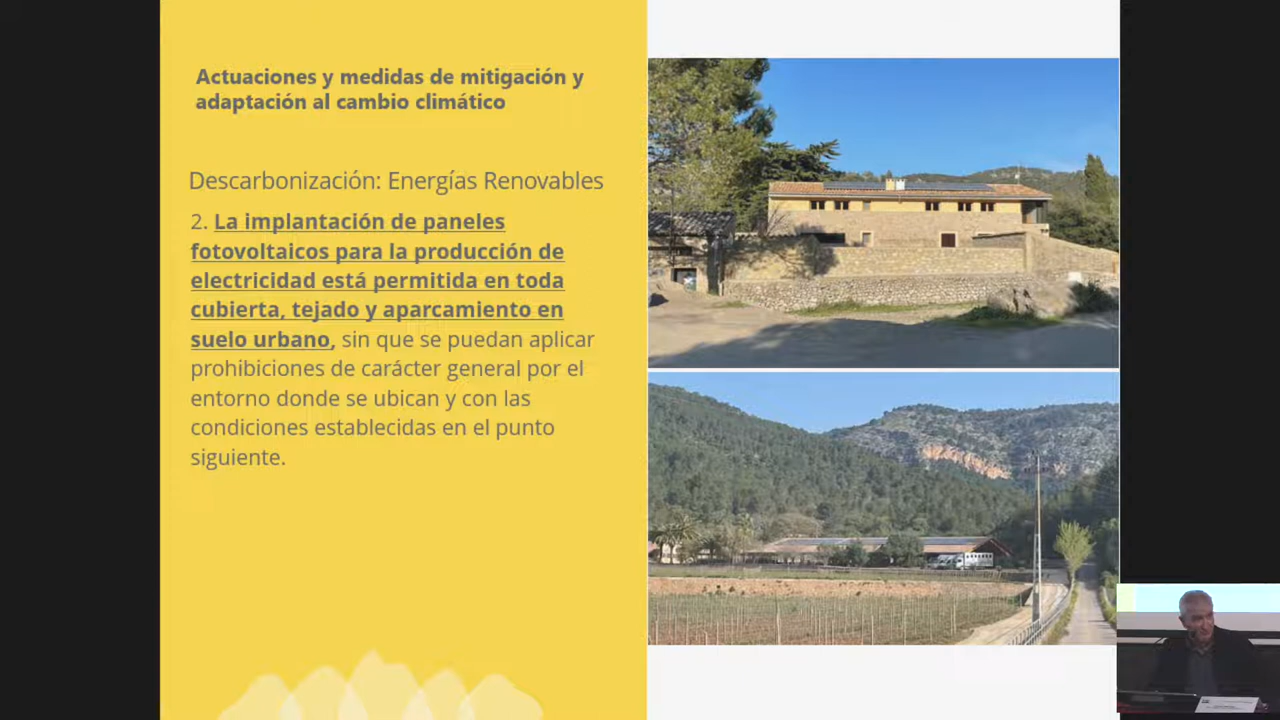 Actuaciones y medidas de mitigación y
adaptación al cambio climático
Descarbonización: Energías Renovables
2. La implantación de paneles
fotovoltaicos para la producción de
electricidad está permitida en toda
cubierta, tejado y aparcamiento en
suelo urbano, sin que se puedan aplicar
prohibiciones de carácter general por el
entorno donde se ubican y con las
condiciones establecidas en el punto
siguiente.